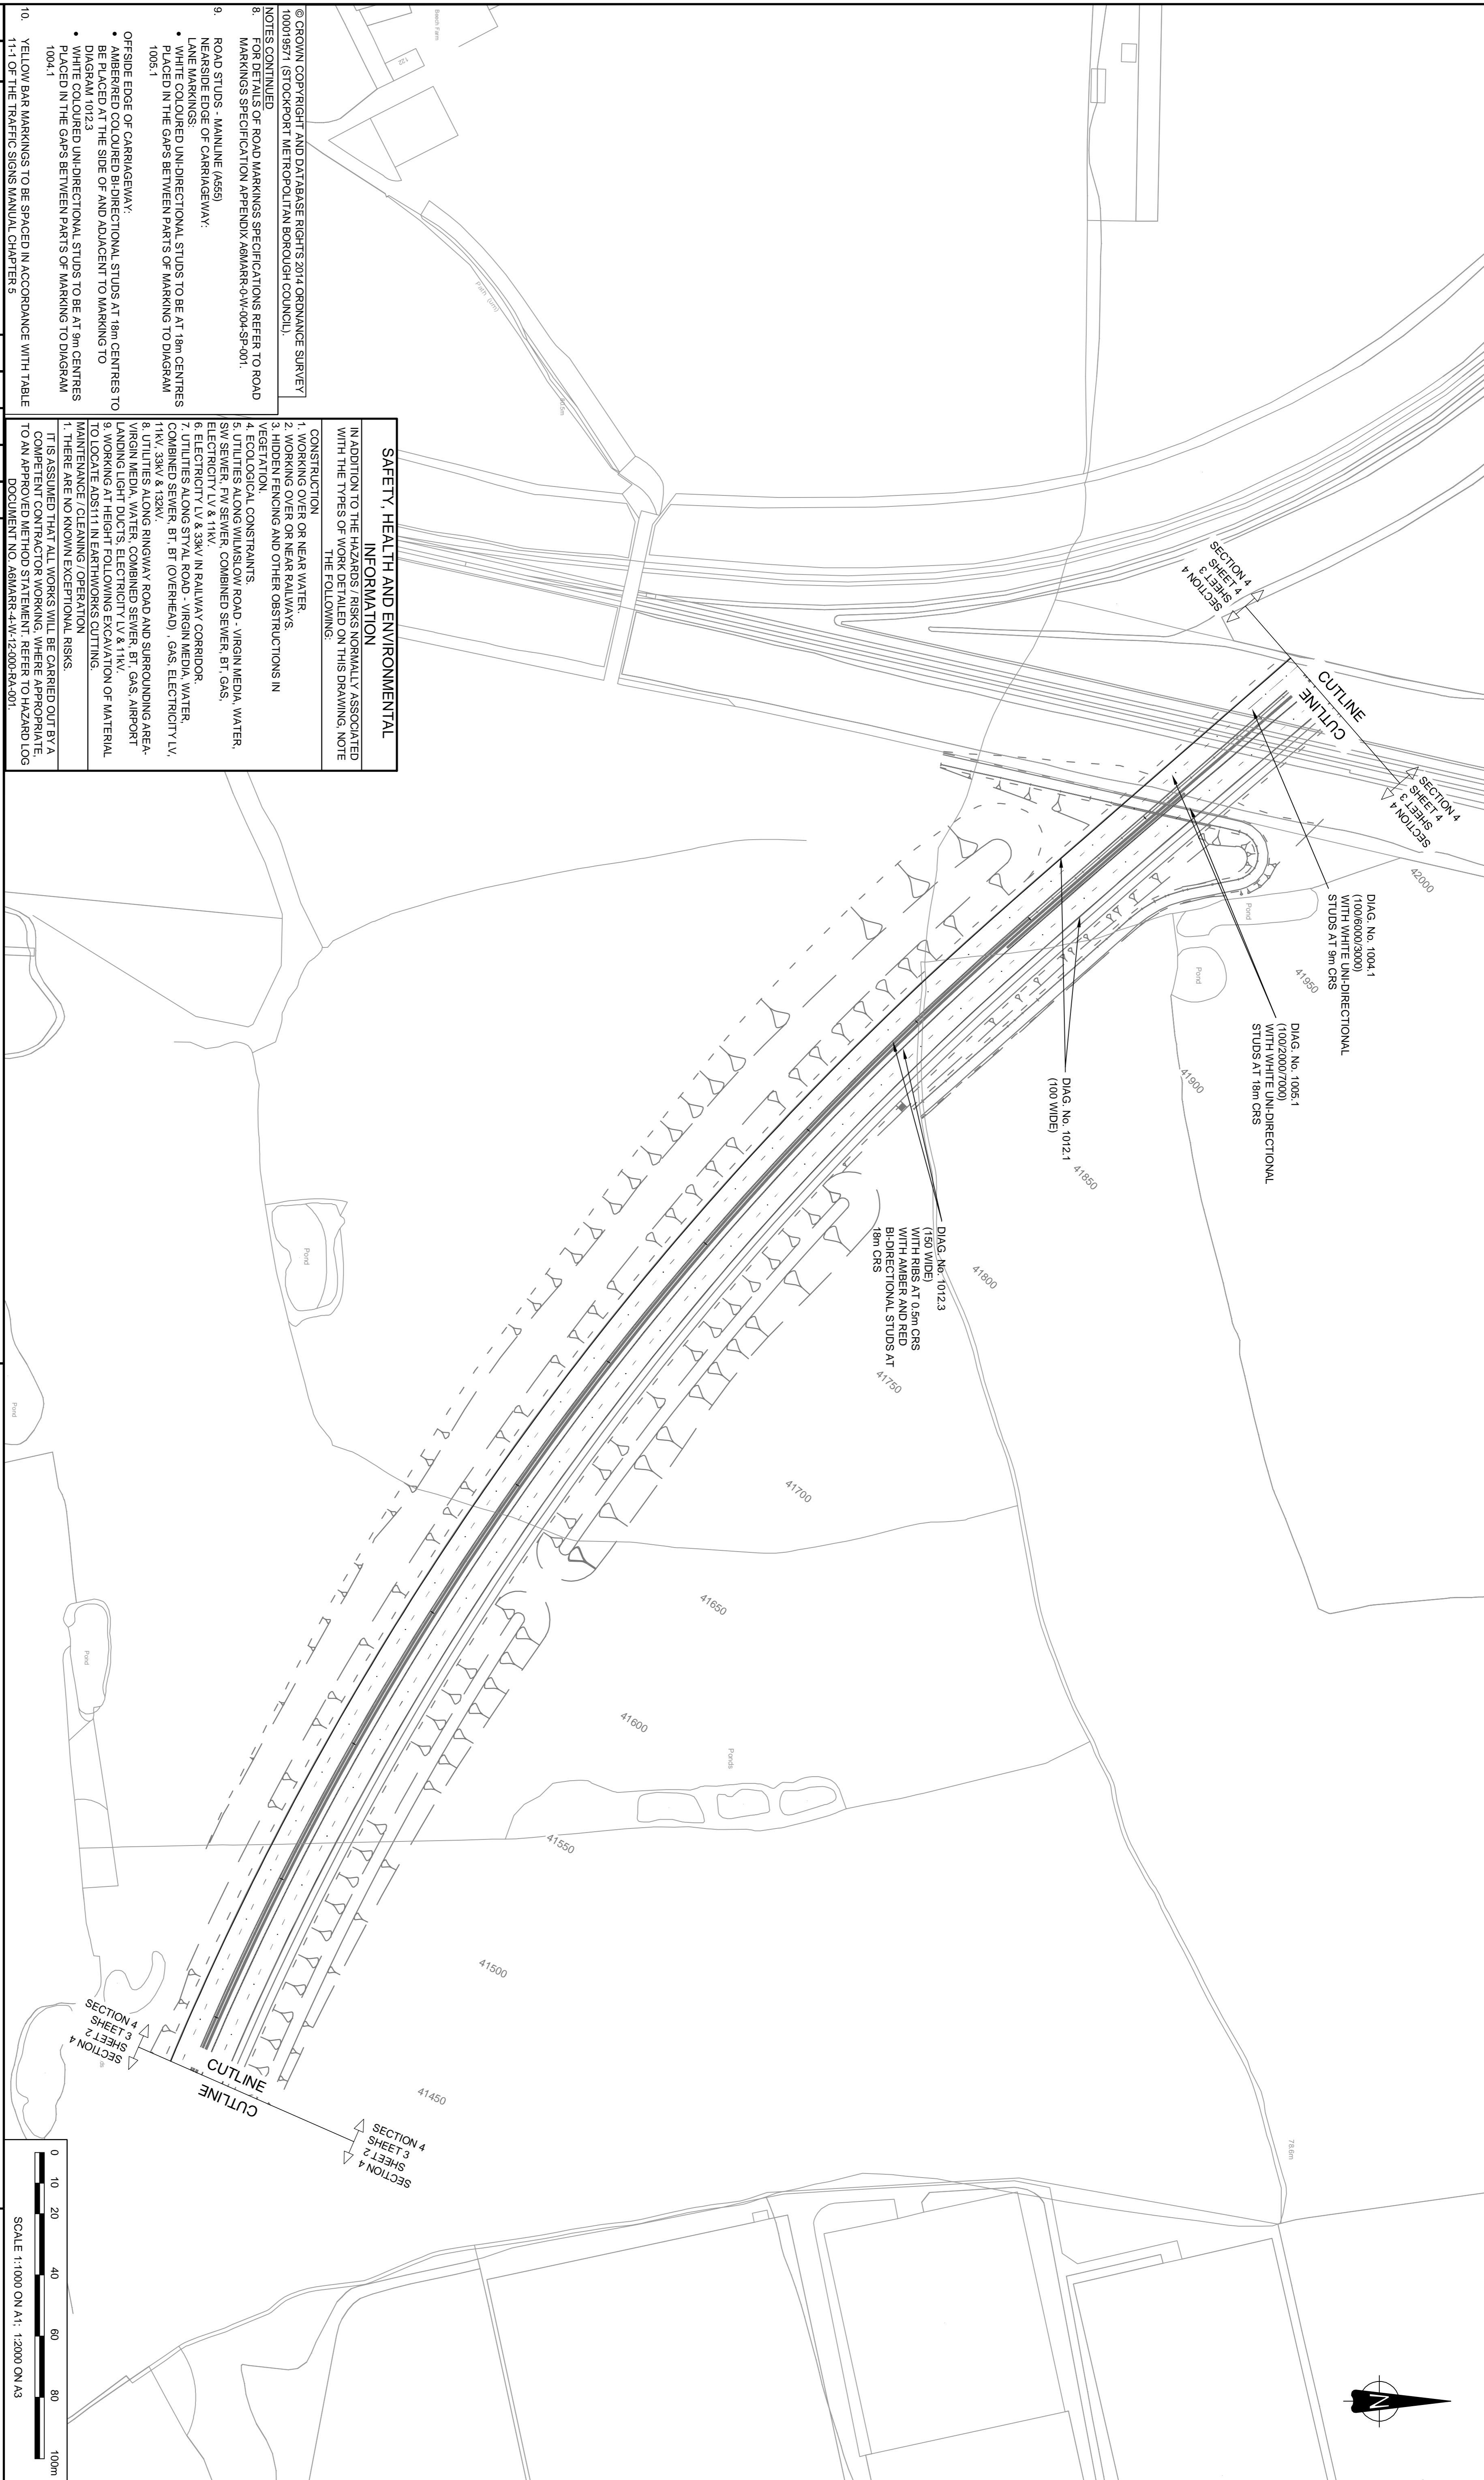 © CROWN COPYRIGHT AND DATABASE RIGHTS 2014 ORDNANCE SURVEY
100019571 (STOCKPORT METROPOLITAN BOROUGH COUNCIL).
NOTES CONTINUED
8. FOR DETAILS OF ROAD MARKINGS SPECIFICATIONS REFER TO ROAD
MARKINGS SPECIFICATION APPENDIX A6MARR-0-W-004-SP-001.
9. ROAD STUDS - MAINLINE (A555)
NEARSIDE EDGE OF CARRIAGEWAY:
LANE MARKINGS:
• WHITE COLOURED UNI-DIRECTIONAL STUDS TO BE AT 18m CENTRES
PLACED IN THE GAPS BETWEEN PARTS OF MARKING TO DIAGRAM
1005.1
OFFSIDE EDGE OF CARRIAGEWAY:
• AMBER/RED COLOURED BI-DIRECTIONAL STUDS AT 18m CENTRES TO
BE PLACED AT THE SIDE OF AND ADJACENT TO MARKING TO
DIAGRAM 1012.3
• WHITE COLOURED UNI-DIRECTIONAL STUDS TO BE AT 9m CENTRES
PLACED IN THE GAPS BETWEEN PARTS OF MARKING TO DIAGRAM
1004.1
10. YELLOW BAR MARKINGS TO BE SPACED IN ACCORDANCE WITH TABLE
11-1 OF THE TRAFFIC SIGNS MANUAL CHAPTER 5
SAFETY, HEALTH AND ENVIRONMENTAL
INFORMATION
IN ADDITION TO THE HAZARDS / RISKS NORMALLY ASSOCIATED
WITH THE TYPES OF WORK DETAILED ON THIS DRAWING, NOTE
THE FOLLOWING:
CONSTRUCTION
1. WORKING OVER OR NEAR WATER.
2. WORKING OVER OR NEAR RAILWAYS.
3. HIDDEN FENCING AND OTHER OBSTRUCTIONS IN
VEGETATION.
4. ECOLOGICAL CONSTRAINTS.
5. UTILITIES ALONG WILMSLOW ROAD - VIRGIN MEDIA, WATER,
SW SEWER, FW SEWER, COMBINED SEWER, BT, GAS,
ELECTRICITY LV & 11kV.
6. ELECTRICITY LV & 33kV IN RAILWAY CORRIDOR.
7. UTILITIES ALONG STYAL ROAD - VIRGIN MEDIA, WATER,
COMBINED SEWER, BT, BT (OVERHEAD) , GAS, ELECTRICITY LV,
11kV, 33kV & 132kV.
8. UTILITIES ALONG RINGWAY ROAD AND SURROUNDING AREA-
VIRGIN MEDIA, WATER, COMBINED SEWER, BT, GAS, AIRPORT
LANDING LIGHT DUCTS, ELECTRICITY LV & 11kV.
9. WORKING AT HEIGHT FOLLOWING EXCAVATION OF MATERIAL
TO LOCATE ADS111 IN EARTHWORKS CUTTING.
MAINTENANCE / CLEANING / OPERATION
1. THERE ARE NO KNOWN EXCEPTIONAL RISKS.
IT IS ASSUMED THAT ALL WORKS WILL BE CARRIED OUT BY A
COMPETENT CONTRACTOR WORKING, WHERE APPROPRIATE,
TO AN APPROVED METHOD STATEMENT. REFER TO HAZARD LOG
DOCUMENT NO. A6MARR-4-W-12-000-RA-001.
SECTION 4
SHEET 4
SHEET 3
SECTION 4
CUTLINE
CUTLINE
SECTION 4
SHEET 4
SHEET 3
SECTION 4
42000
41950
41900
41850
41800
41750
41700
41650
41600
41550
41500
41450
DIAG. No. 1004.1
(100/6000/3000)
WITH WHITE UNI-DIRECTIONAL
STUDS AT 9m CRS
DIAG. No. 1005.1
(100/2000/7000)
WITH WHITE UNI-DIRECTIONAL
STUDS AT 18m CRS
DIAG. No. 1012.1
(100 WIDE)
DIAG. No. 1012.3
(150 WIDE)
WITH RIBS AT 0.5m CRS
WITH AMBER AND RED
BI-DIRECTIONAL STUDS AT
18m CRS
Beech Farm
122
Path (um)
Pond
Pond
Pond
Pond
Pond
Ponds
78.6m
SECTION 4
SHEET 3
SHEET 2
SECTION 4
CUTLINE
CUTLINE
SECTION 4
SHEET 3
SHEET 2
SECTION 4
N
0 10 20 40 60 80 100m
SCALE 1:1000 ON A1; 1:2000 ON A3